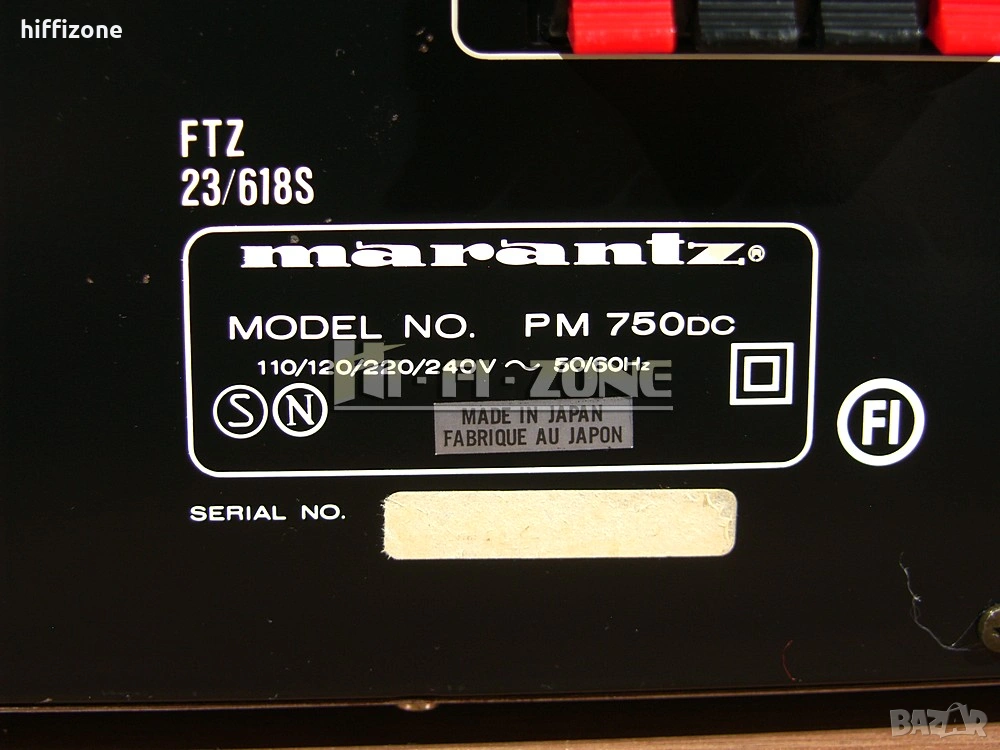 hiffizone
FTZ
23/618S
marantz®
MODEL NO. PM 750DC
110/120/220/240V ~ 50/60Hz
HI-FI-ZONE
S N
MADE IN JAPAN
FABRIQUE AU JAPON
FI
SERIAL NO.
BAZAR